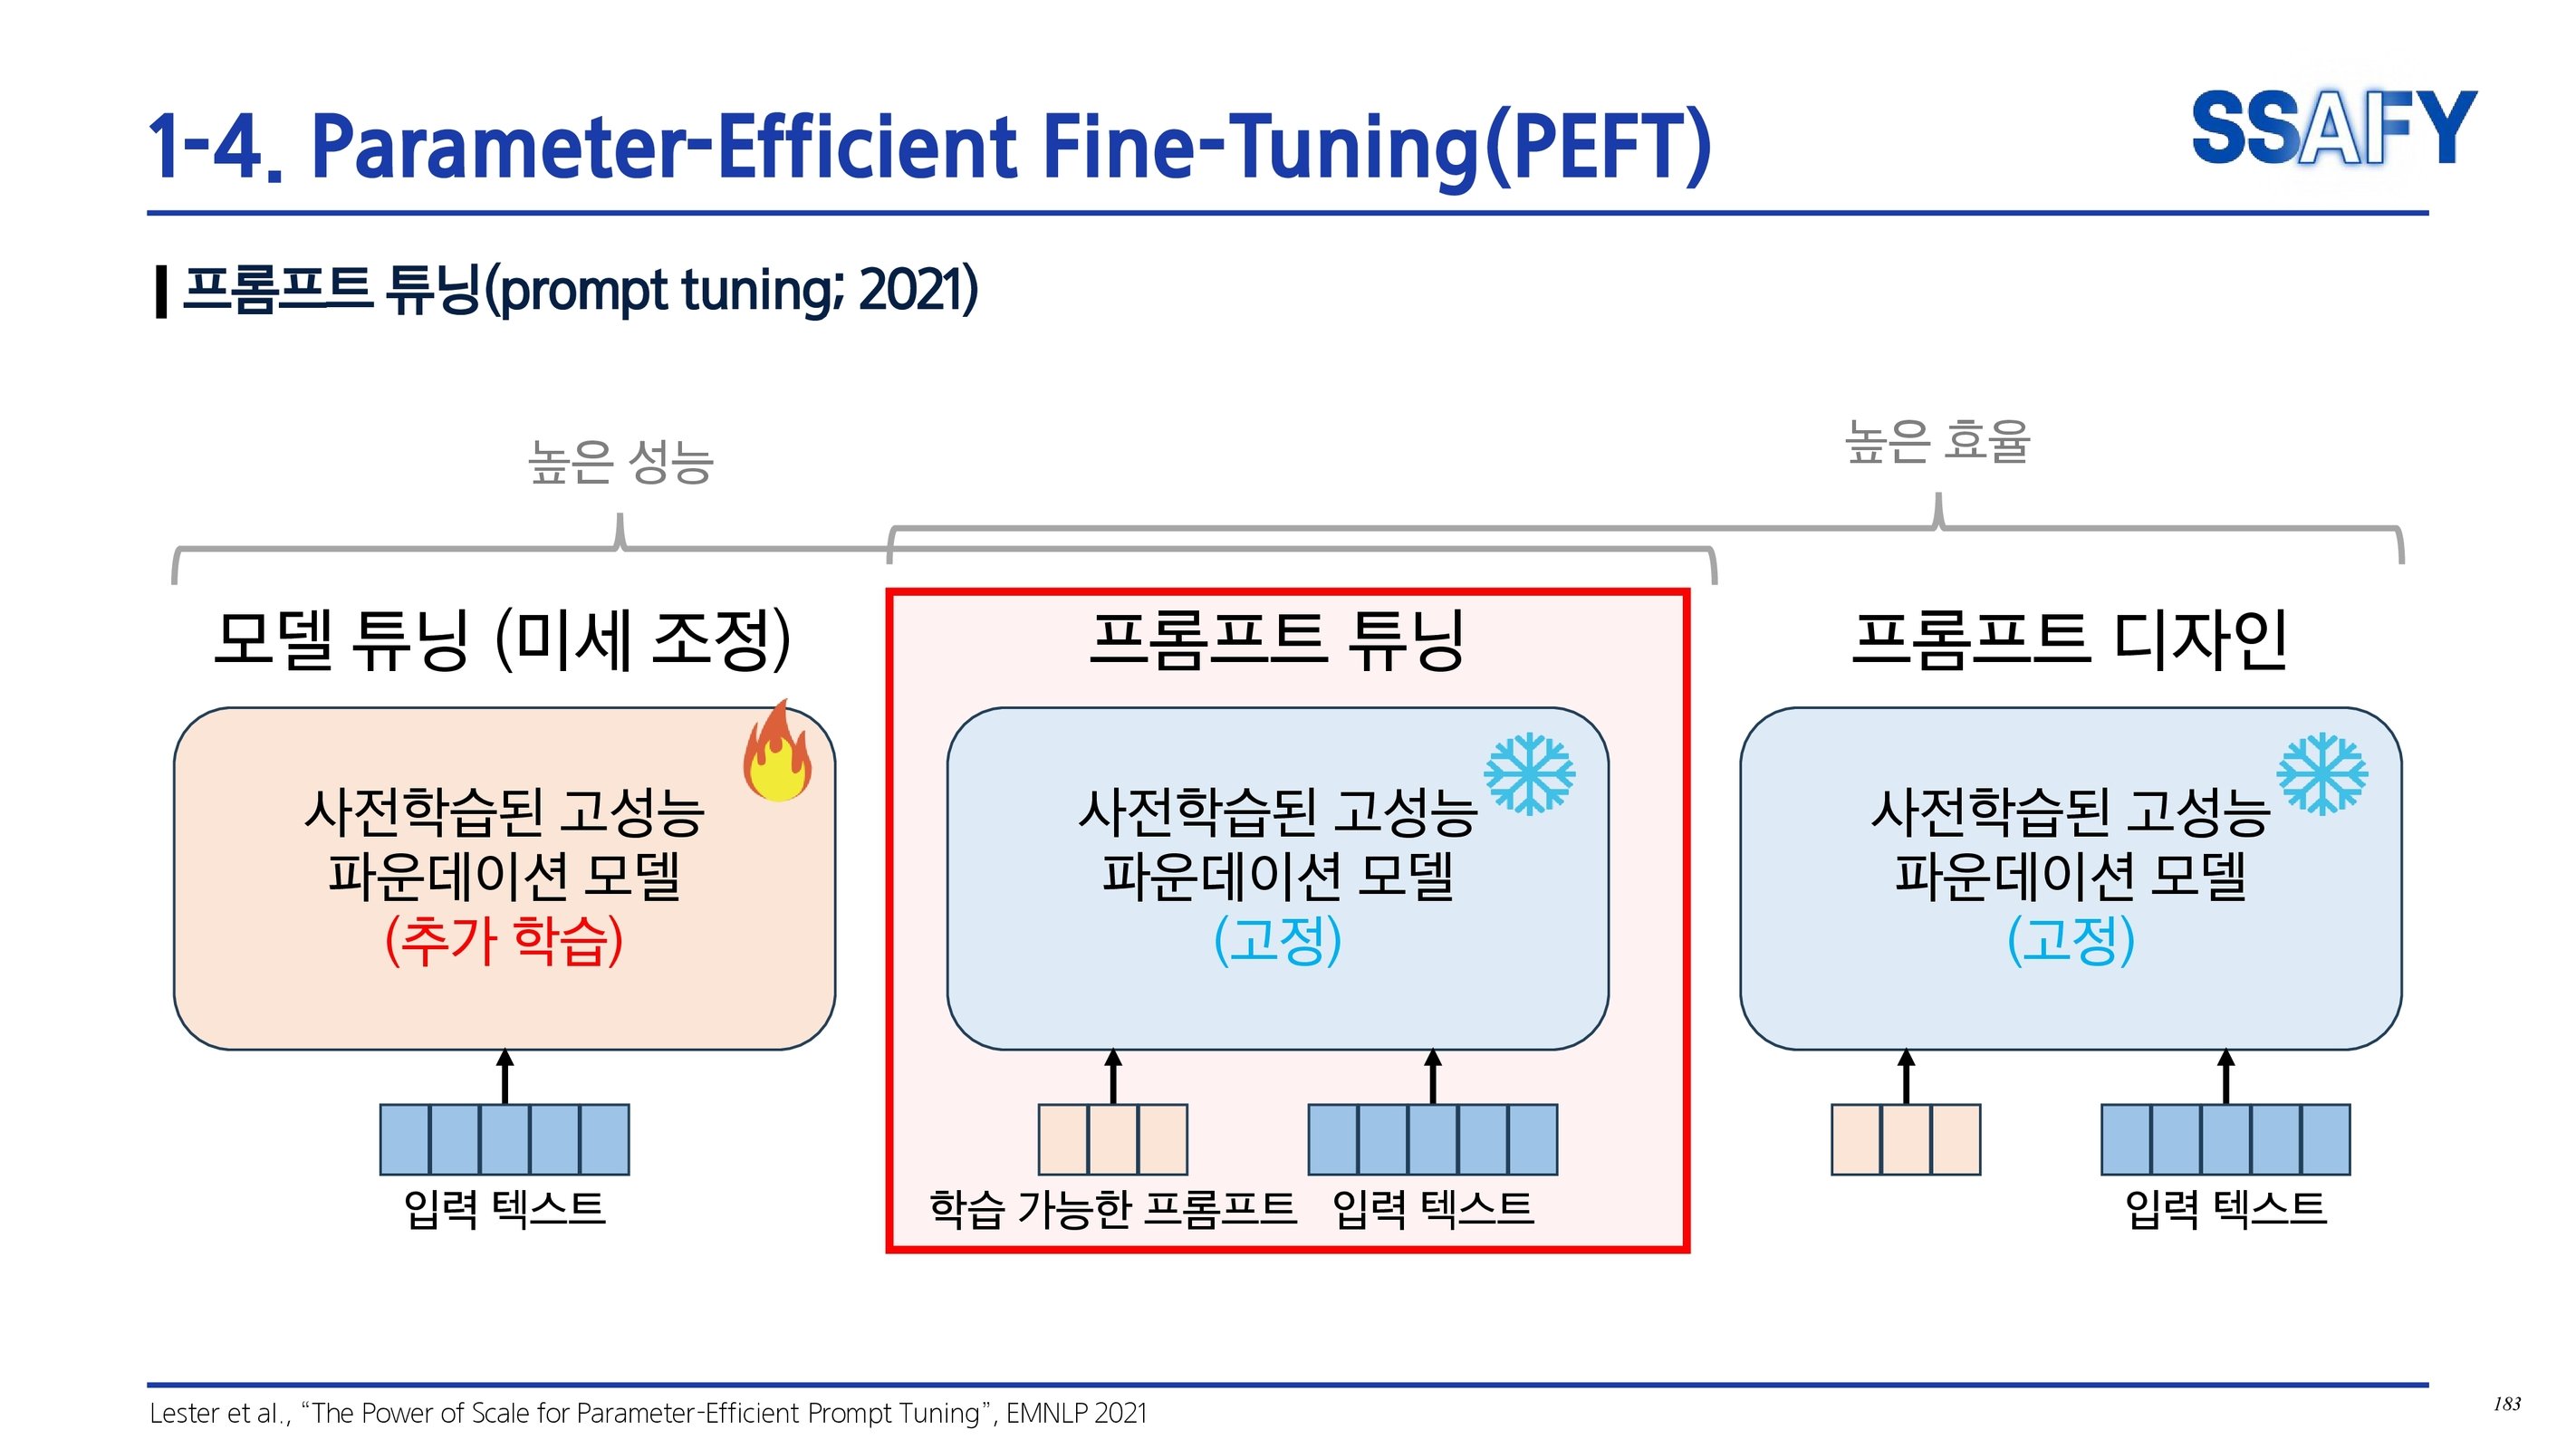 1-4. Parameter-Efficient Fine-Tuning(PEFT)
SSAFY
프롬프트 튜닝(prompt tuning; 2021)
높은 성능
높은 효율
모델 튜닝 (미세 조정)
사전학습된 고성능
파운데이션 모델
(추가 학습)
입력 텍스트
프롬프트 튜닝
사전학습된 고성능
파운데이션 모델
(고정)
학습 가능한 프롬프트
입력 텍스트
프롬프트 디자인
사전학습된 고성능
파운데이션 모델
(고정)
입력 텍스트
Lester et al., “The Power of Scale for Parameter-Efficient Prompt Tuning”, EMNLP 2021
183